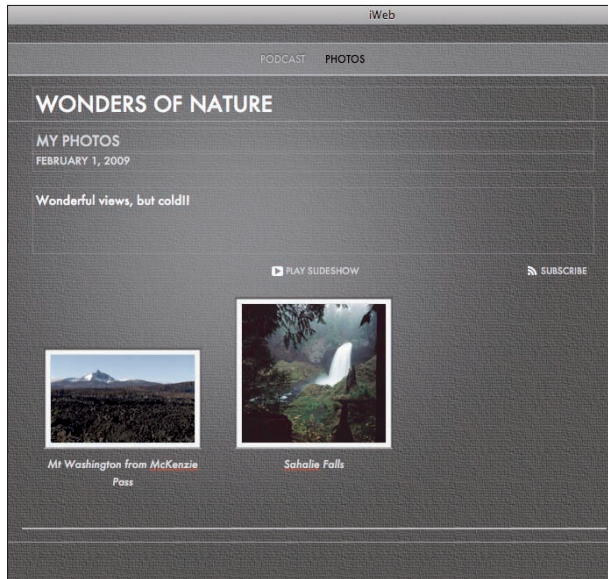 iWeb
PODCAST PHOTOS
WONDERS OF NATURE
MY PHOTOS
FEBRUARY 1, 2009
Wonderful views, but cold!!
PLAY SLIDESHOW SUBSCRIBE
Mt Washington from McKenzie
Pass
Sahalie Falls